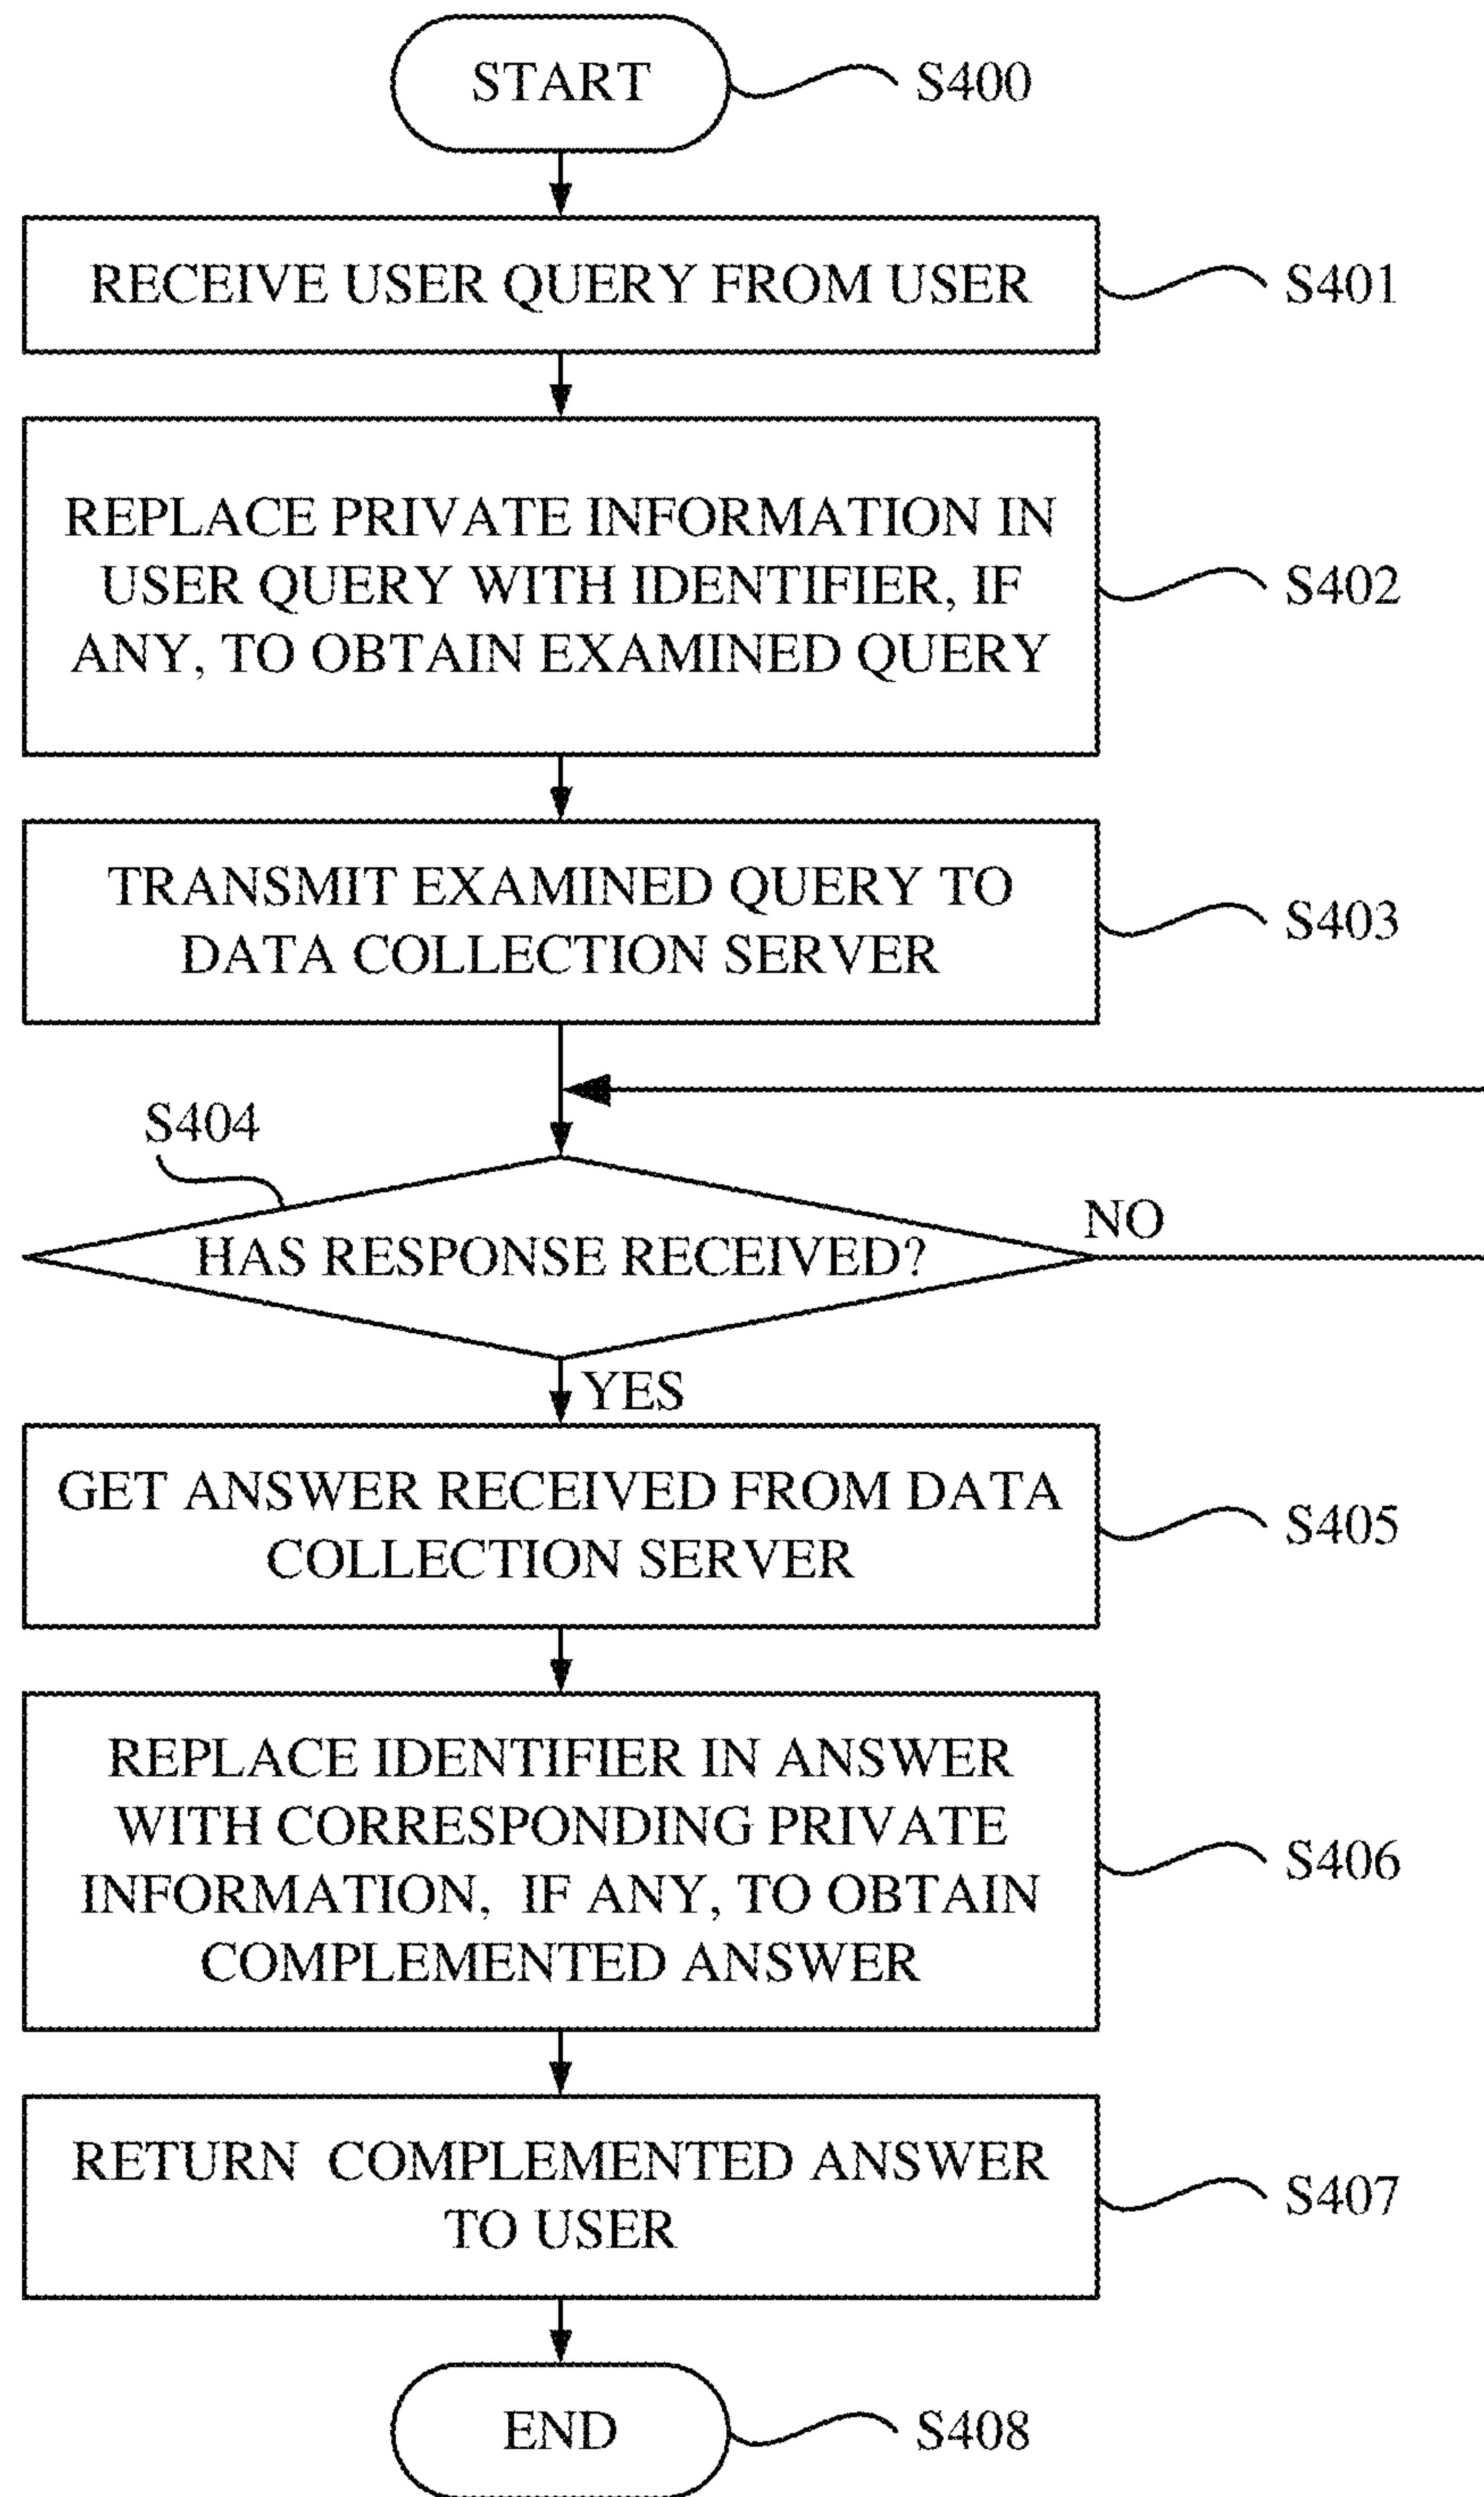 START
S400
RECEIVE USER QUERY FROM USER
S401
REPLACE PRIVATE INFORMATION IN
USER QUERY WITH IDENTIFIER, IF
ANY, TO OBTAIN EXAMINED QUERY
S402
TRANSMIT EXAMINED QUERY TO
DATA COLLECTION SERVER
S403
S404
HAS RESPONSE RECEIVED?
NO
YES
GET ANSWER RECEIVED FROM DATA
COLLECTION SERVER
S405
REPLACE IDENTIFIER IN ANSWER
WITH CORRESPONDING PRIVATE
INFORMATION, IF ANY, TO OBTAIN
COMPLEMENTED ANSWER
S406
RETURN COMPLEMENTED ANSWER
TO USER
S407
END
S408